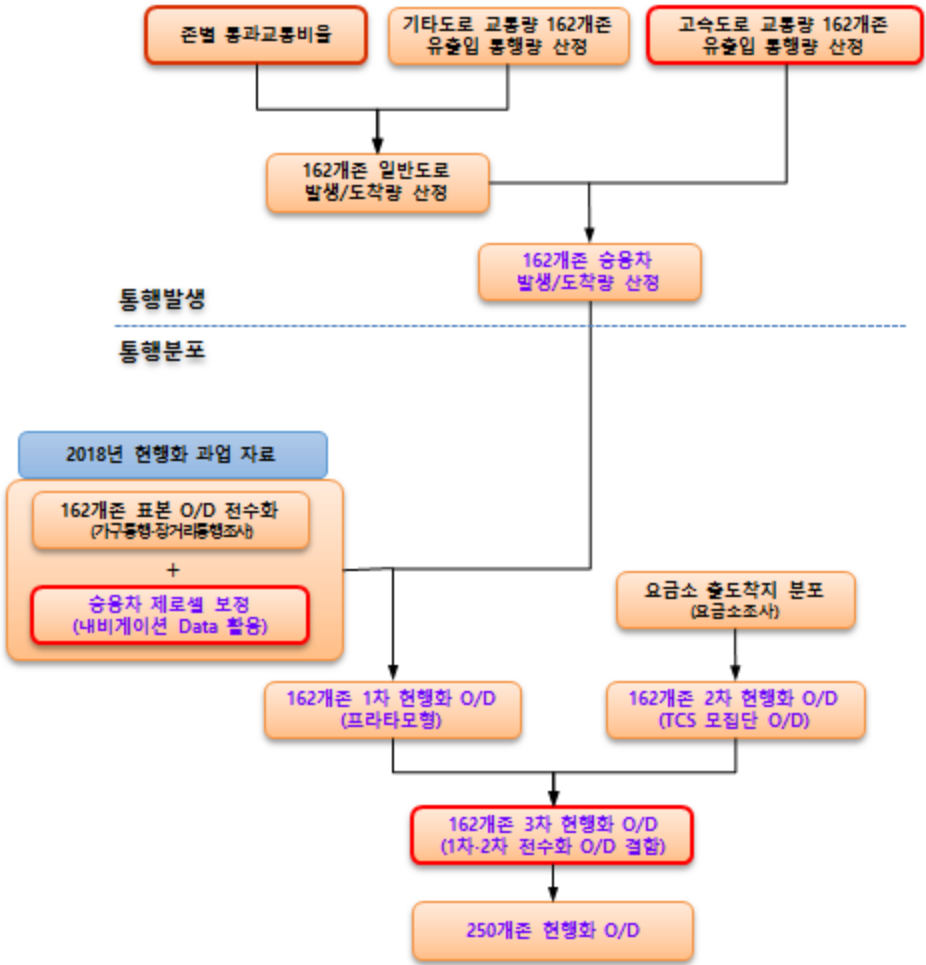 존별 통과교통비율
기타도로 교통량 162개존
유출입 통행량 산정
고속도로 교통량 162개존
유출입 통행량 산정
162개존 일반도로
발생/도착량 산정
162개존 승용차
발생/도착량 산정
통행발생
통행분포
2018년 현행화 과업 자료
162개존 표본 O/D 전수화
(가구통행·장거리통행조사)
+
승용차 제로셀 보정
(내비게이션 Data 활용)
요금소 출도착지 분포
(요금소조사)
162개존 1차 현행화 O/D
(프라타모형)
162개존 2차 현행화 O/D
(TCS 모집단 O/D)
162개존 3차 현행화 O/D
(1차·2차 전수화 O/D 결합)
250개존 현행화 O/D